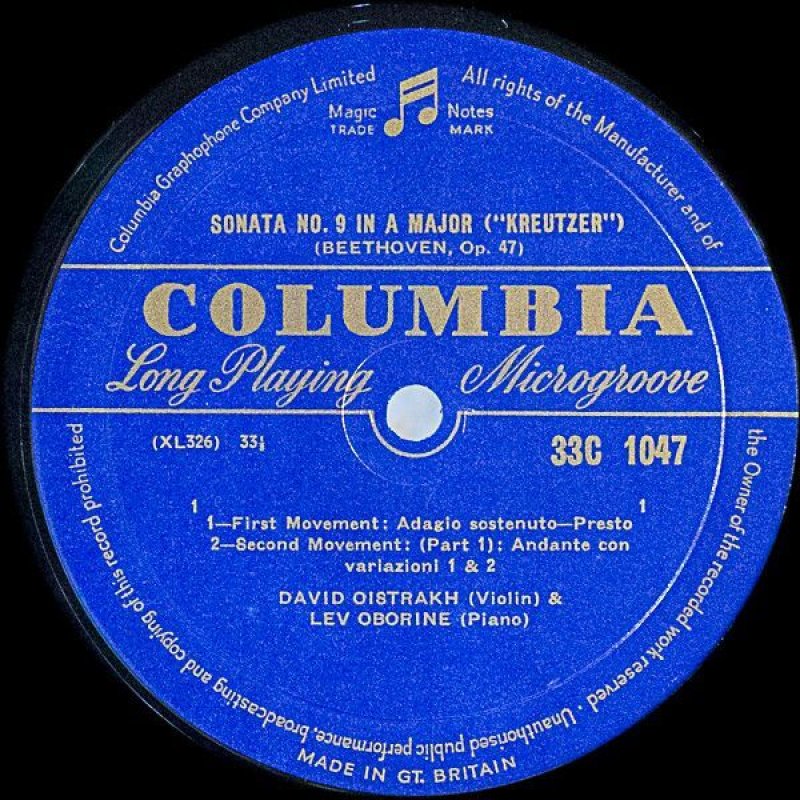 Columbia Graphophone Company Limited
All rights of the Manufacturer and of
the Owner of the recorded work reserved · Unauthorised public performance, broadcasting and copying of this record prohibited
Magic Notes
TRADE MARK
SONATA NO. 9 IN A MAJOR ("KREUTZER")
(BEETHOVEN, Op. 47)
COLUMBIA
Long Playing Microgroove
(XL326) 33⅓ 33C 1047
1 1
1—First Movement: Adagio sostenuto—Presto
2—Second Movement: (Part 1): Andante con
variazioni 1 & 2
DAVID OISTRAKH (Violin) &
LEV OBORINE (Piano)
MADE IN GT. BRITAIN